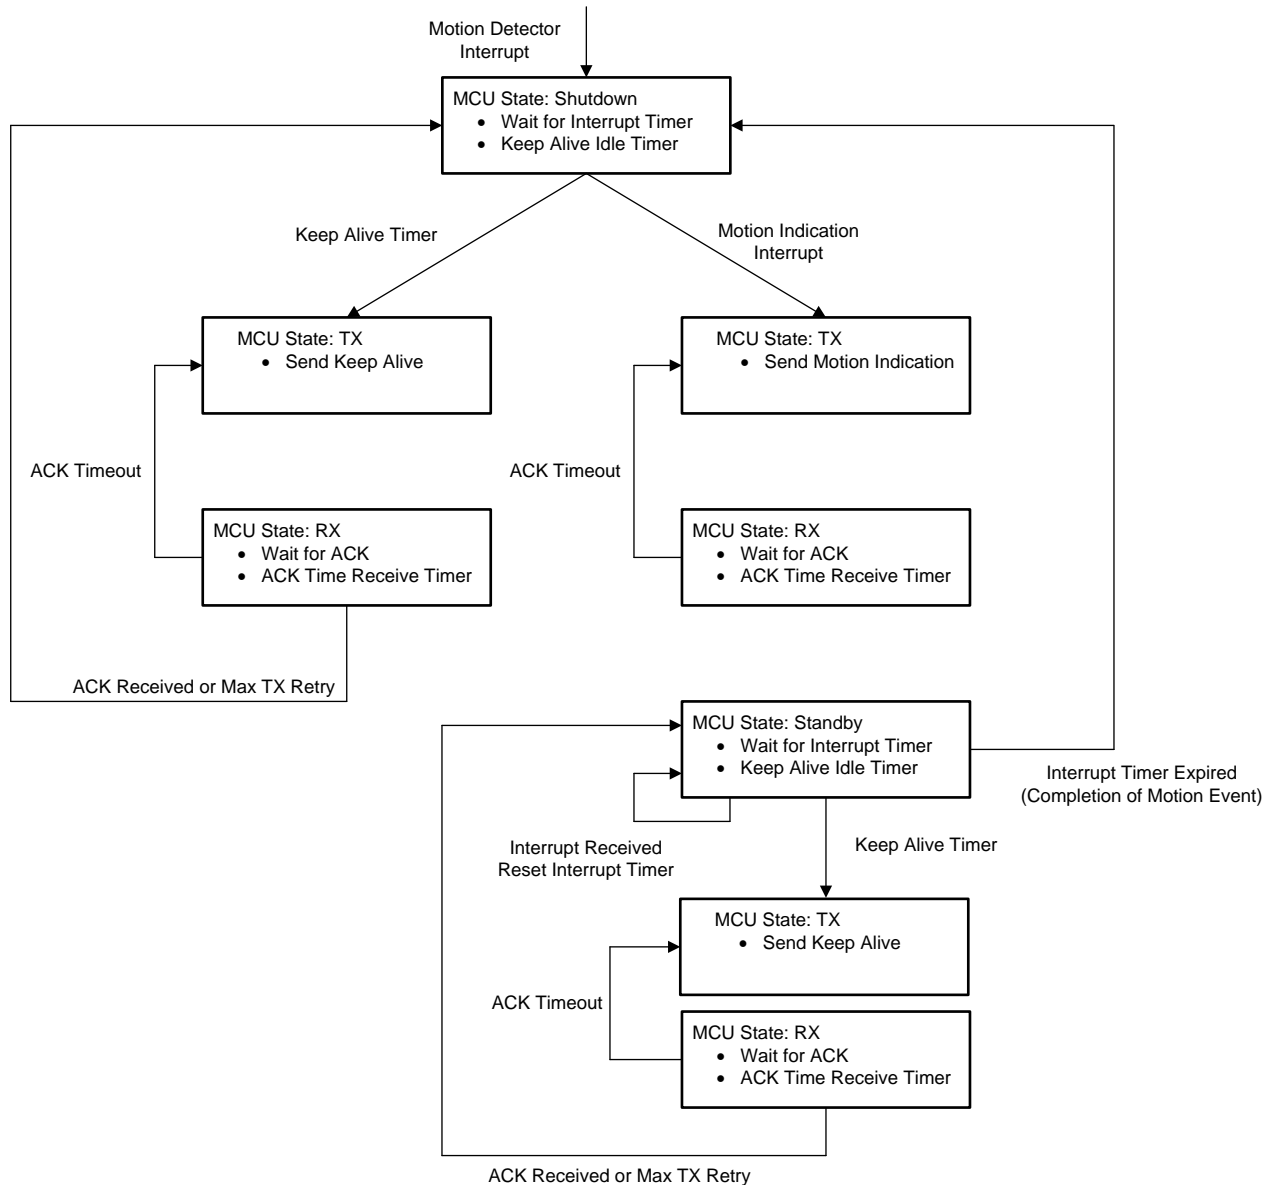 Motion Detector
Interrupt
MCU State: Shutdown
• Wait for Interrupt Timer
• Keep Alive Idle Timer
Keep Alive Timer
Motion Indication
Interrupt
MCU State: TX
• Send Keep Alive
MCU State: TX
• Send Motion Indication
ACK Timeout
ACK Timeout
MCU State: RX
• Wait for ACK
• ACK Time Receive Timer
MCU State: RX
• Wait for ACK
• ACK Time Receive Timer
ACK Received or Max TX Retry
MCU State: Standby
• Wait for Interrupt Timer
• Keep Alive Idle Timer
Interrupt Timer Expired
(Completion of Motion Event)
Interrupt Received
Reset Interrupt Timer
Keep Alive Timer
MCU State: TX
• Send Keep Alive
ACK Timeout
MCU State: RX
• Wait for ACK
• ACK Time Receive Timer
ACK Received or Max TX Retry